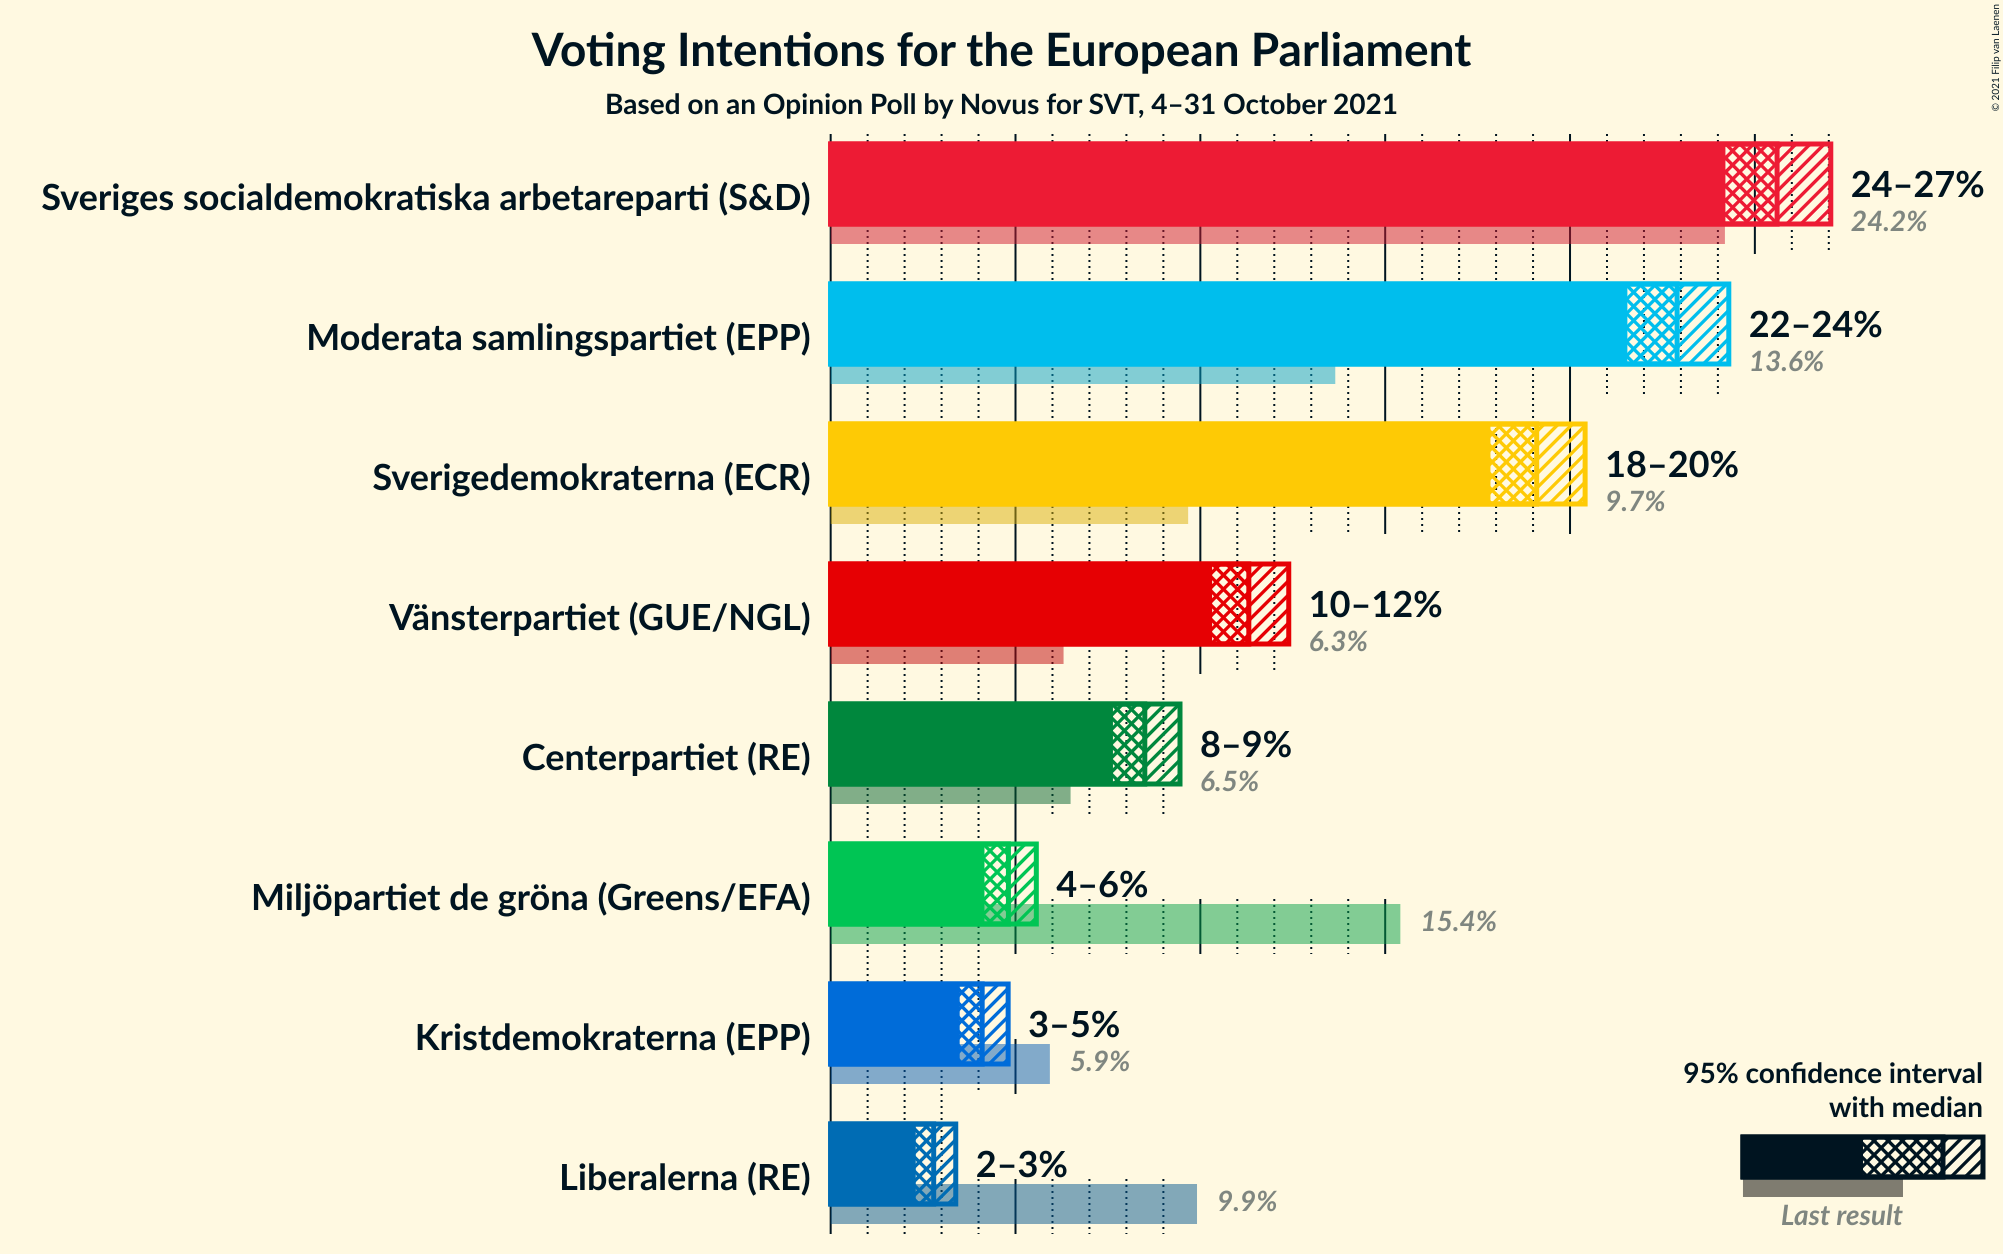 Voting Intentions for the European Parliament
Based on an Opinion Poll by Novus for SVT, 4–31 October 2021
© 2021 Filip van Laenen
Sveriges socialdemokratiska arbetareparti (S&D)
24–27%
24.2%
Moderata samlingspartiet (EPP)
22–24%
13.6%
Sverigedemokraterna (ECR)
18–20%
9.7%
Vänsterpartiet (GUE/NGL)
10–12%
6.3%
Centerpartiet (RE)
8–9%
6.5%
Miljöpartiet de gröna (Greens/EFA)
4–6%
15.4%
Kristdemokraterna (EPP)
3–5%
5.9%
Liberalerna (RE)
2–3%
9.9%
95% confidence interval
with median
Last result